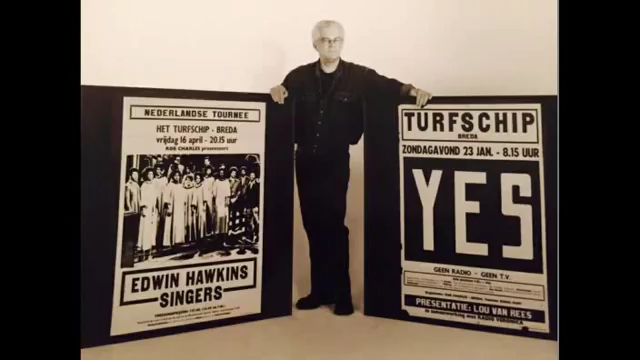 NEDERLANDSE TOURNEE
HET TURFSCHIP - BREDA
vrijdag 16 april - 20.15 uur
ROB CHARLES presenteert
EDWIN HAWKINS
SINGERS
TURFSCHIP
BREDA
ZONDAGAVOND 23 JAN. - 8.15 UUR
YES
GEEN RADIO - GEEN T.V.
PRESENTATIE: LOU VAN REES